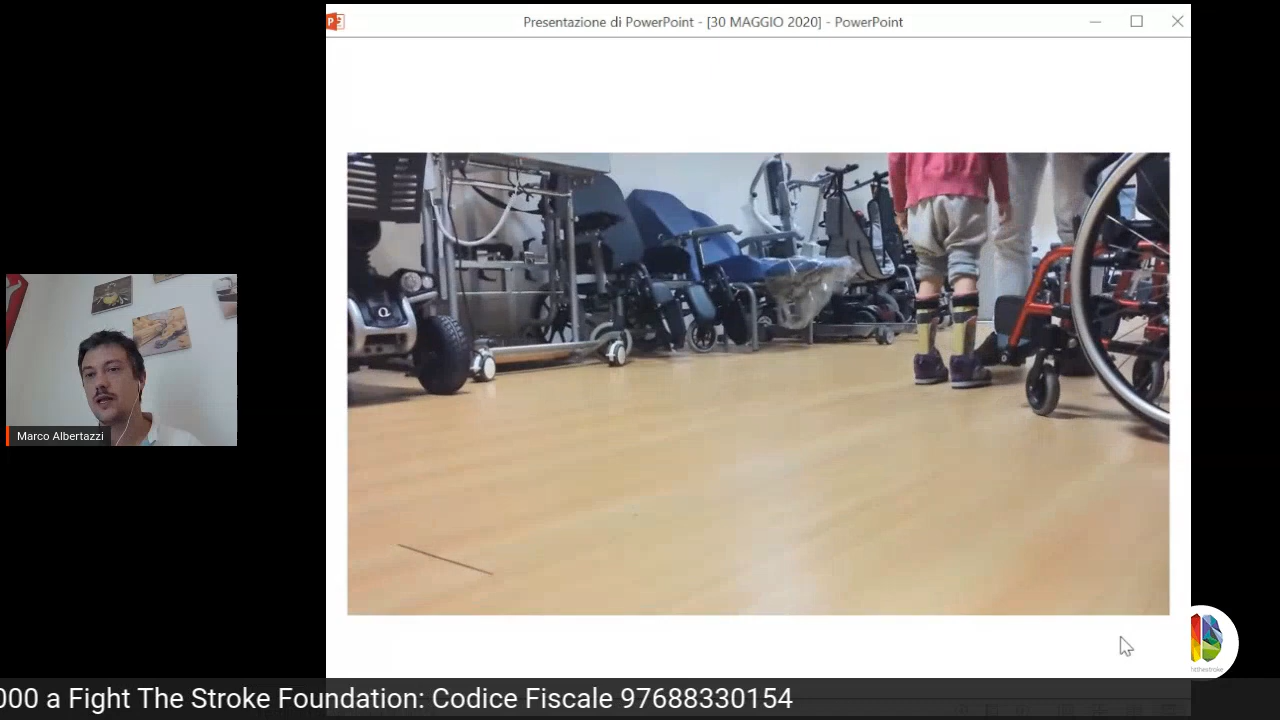 Presentazione di PowerPoint - [30 MAGGIO 2020] - PowerPoint
Marco Albertazzi
000 a Fight The Stroke Foundation: Codice Fiscale 97688330154